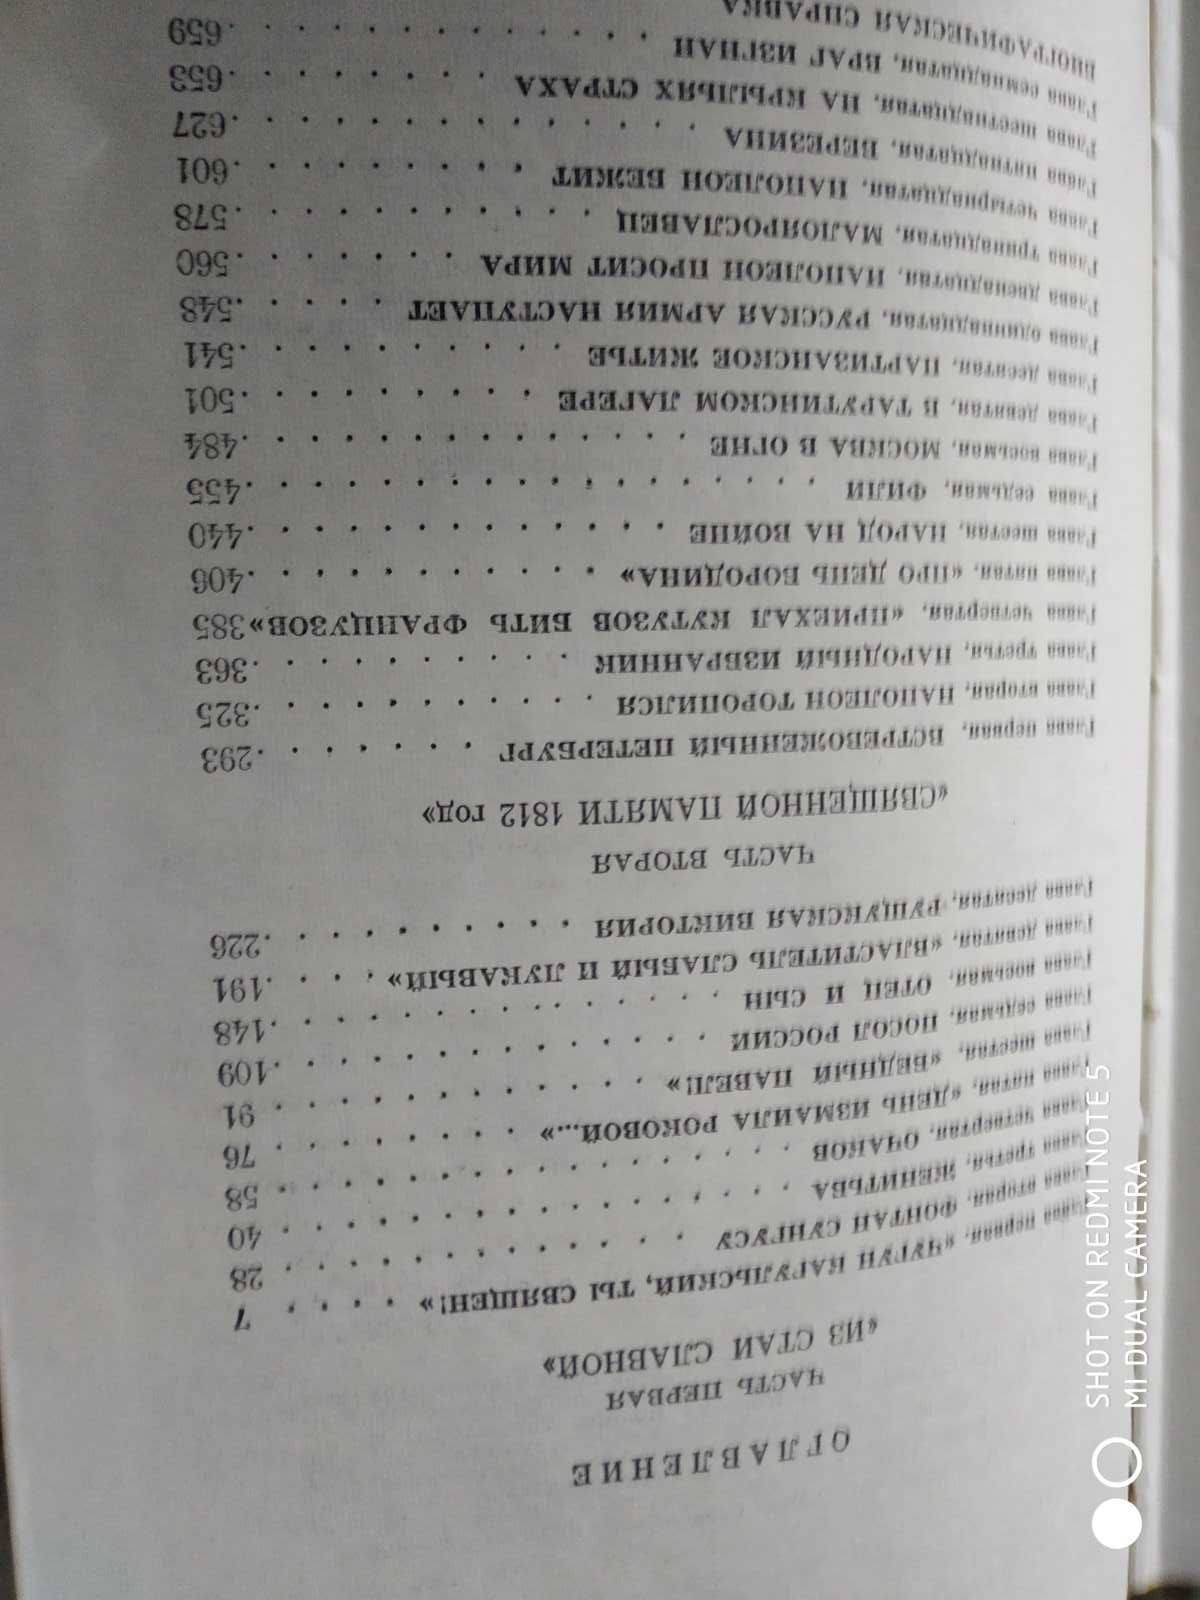 ОГЛАВЛЕНИЕ
ЧАСТЬ ПЕРВАЯ
«ИЗ СТАИ СЛАВНОЙ»
Глава первая. «ЧУГУН КАГУЛЬСКИЙ, ТЫ СВЯЩЕН!» . . . . . 7
Глава вторая. ФОНТАН СУНГУСУ . . . . . . . . . . . . 28
Глава третья. ЖЕНИТЬБА . . . . . . . . . . . . . . . . 40
Глава четвертая. ОЧАКОВ . . . . . . . . . . . . . . . . 58
Глава пятая. «ДЕНЬ ИЗМАИЛА РОКОВОЙ...» . . . . . . . . 76
Глава шестая. «БЕДНЫЙ ПАВЕЛ!» . . . . . . . . . . . 91
Глава седьмая. ПОСОЛ РОССИИ . . . . . . . . . . . . .109
Глава восьмая. ОТЕЦ И СЫН . . . . . . . . . . . . .148
Глава девятая. «ВЛАСТИТЕЛЬ СЛАБЫЙ И ЛУКАВЫЙ» . . . .191
Глава десятая. РУЩУКСКАЯ ВИКТОРИЯ . . . . . . . . . .226
ЧАСТЬ ВТОРАЯ
«СВЯЩЕННОЙ ПАМЯТИ 1812 год»
Глава первая. ВСТРЕВОЖЕННЫЙ ПЕТЕРБУРГ . . . . . . .293
Глава вторая. НАПОЛЕОН ТОРОПИЛСЯ . . . . . . . . . .325
Глава третья. НАРОДНЫЙ ИЗБРАННИК . . . . . . . . . .363
Глава четвертая. «ПРИЕХАЛ КУТУЗОВ БИТЬ ФРАНЦУЗОВ»385
Глава пятая. «ПРО ДЕНЬ БОРОДИНА» . . . . . . . . . . .406
Глава шестая. НАРОД НА ВОЙНЕ . . . . . . . . . . . . .440
Глава седьмая. ФИЛИ . . . . . . . . . . . . . . . . .455
Глава восьмая. МОСКВА В ОГНЕ . . . . . . . . . . . . .484
Глава девятая. В ТАРУТИНСКОМ ЛАГЕРЕ . . . . . . . . .501
Глава десятая. ПАРТИЗАНСКОЕ ЖИТЬЕ . . . . . . . . . .541
Глава одиннадцатая. РУССКАЯ АРМИЯ НАСТУПАЕТ . . . . .548
Глава двенадцатая. НАПОЛЕОН ПРОСИТ МИРА . . . . . . .560
Глава тринадцатая. МАЛОЯРОСЛАВЕЦ . . . . . . . . . . .578
Глава четырнадцатая. НАПОЛЕОН БЕЖИТ . . . . . . . . .601
Глава пятнадцатая. БЕРЕЗИНА . . . . . . . . . . . . . .627
Глава шестнадцатая. НА КРЫЛЬЯХ СТРАХА . . . . . . . .653
Глава семнадцатая. ВРАГ ИЗГНАН . . . . . . . . . . . .659
БИОГРАФИЧЕСКАЯ СПРАВКА
SHOT ON REDMI NOTE 5
MI DUAL CAMERA